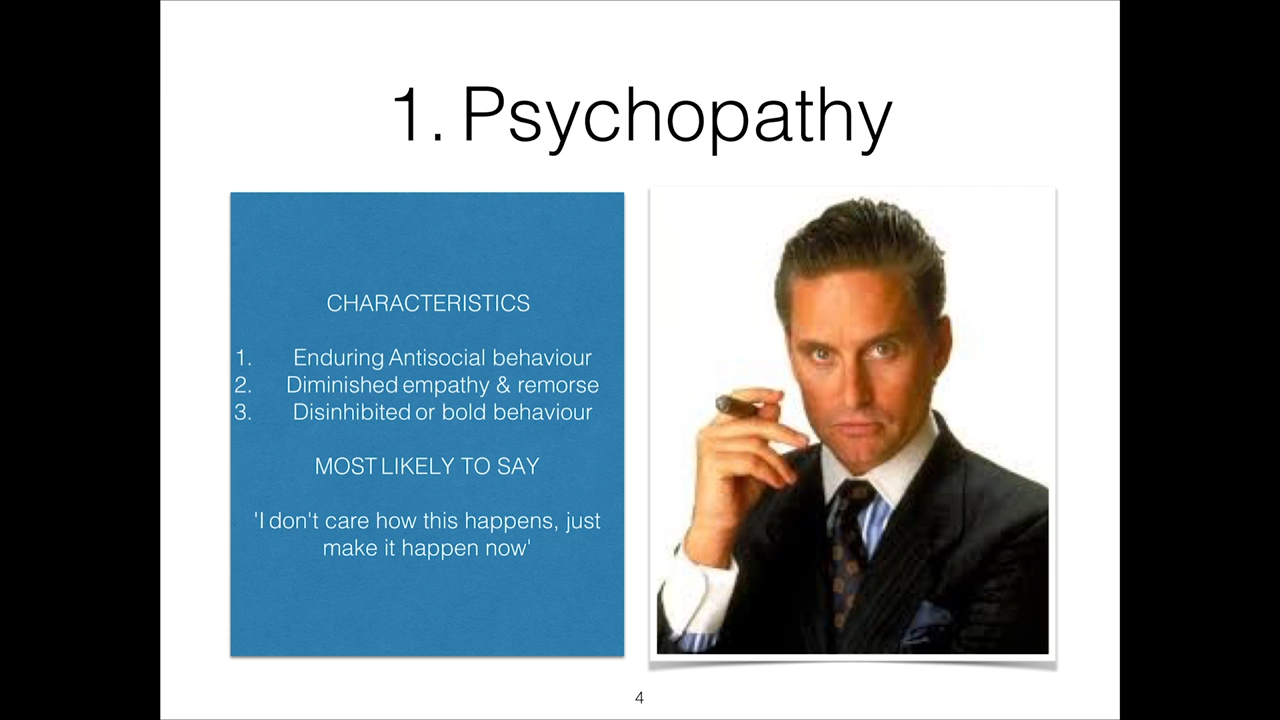 1. Psychopathy
CHARACTERISTICS
1. Enduring Antisocial behaviour
2. Diminished empathy & remorse
3. Disinhibited or bold behaviour
MOST LIKELY TO SAY
'I don't care how this happens, just
make it happen now'
4